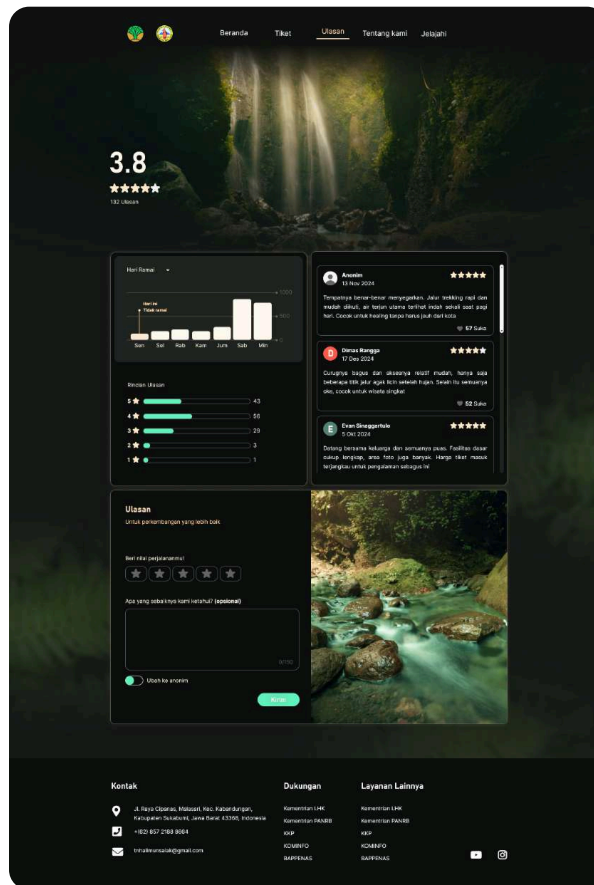 Beranda Tiket Ulasan Tentang kami Jelajahi
3.8
132 Ulasan
Hari Ramai
Hari ini
Tidak ramai
Sen Sel Rab Kam Jum Sab Min
0
Anonim
13 Nov 2024
Tempatnya benar-benar menyegarkan. Jalur trekking rapi dan
mudah diikuti, air terjun utama terlihat indah sekali saat pagi
hari. Cocok untuk healing tanpa harus jauh dari kota
57 Suka
D
Dimas Rangga
17 Des 2024
Curugnya bagus dan aksesnya relatif mudah, hanya saja
beberapa titik jalur agak licin setelah hujan. Selain itu semuanya
oke, cocok untuk wisata singkat
52 Suka
E
5 Okt 2024
Datang bersama keluarga dan semuanya puas. Fasilitas dasar
cukup lengkap, area foto juga banyak. Harga tiket masuk
terjangkau untuk pengalaman sebagus ini
Rincian Ulasan
5 43
4 56
3 29
2 3
1 1
Ulasan
Untuk perkembangan yang lebih baik
Beri nilai perjalananmu!
Apa yang sebaiknya kami ketahui? (opsional)
0/150
Ubah ke anonim
Kirim
Kontak
Jl. Raya Cipanas, Kec. Kabandungan,
Kabupaten Sukabumi, Jawa Barat 43368, Indonesia
+(62) 857 2183 8664
tnhalimunsalak@gmail.com
Dukungan
Kementrian LHK
Kementrian PANRB
KKP
KOMINFO
BAPPENAS
Layanan Lainnya
Kementrian LHK
Kementrian PANRB
KKP
KOMINFO
BAPPENAS